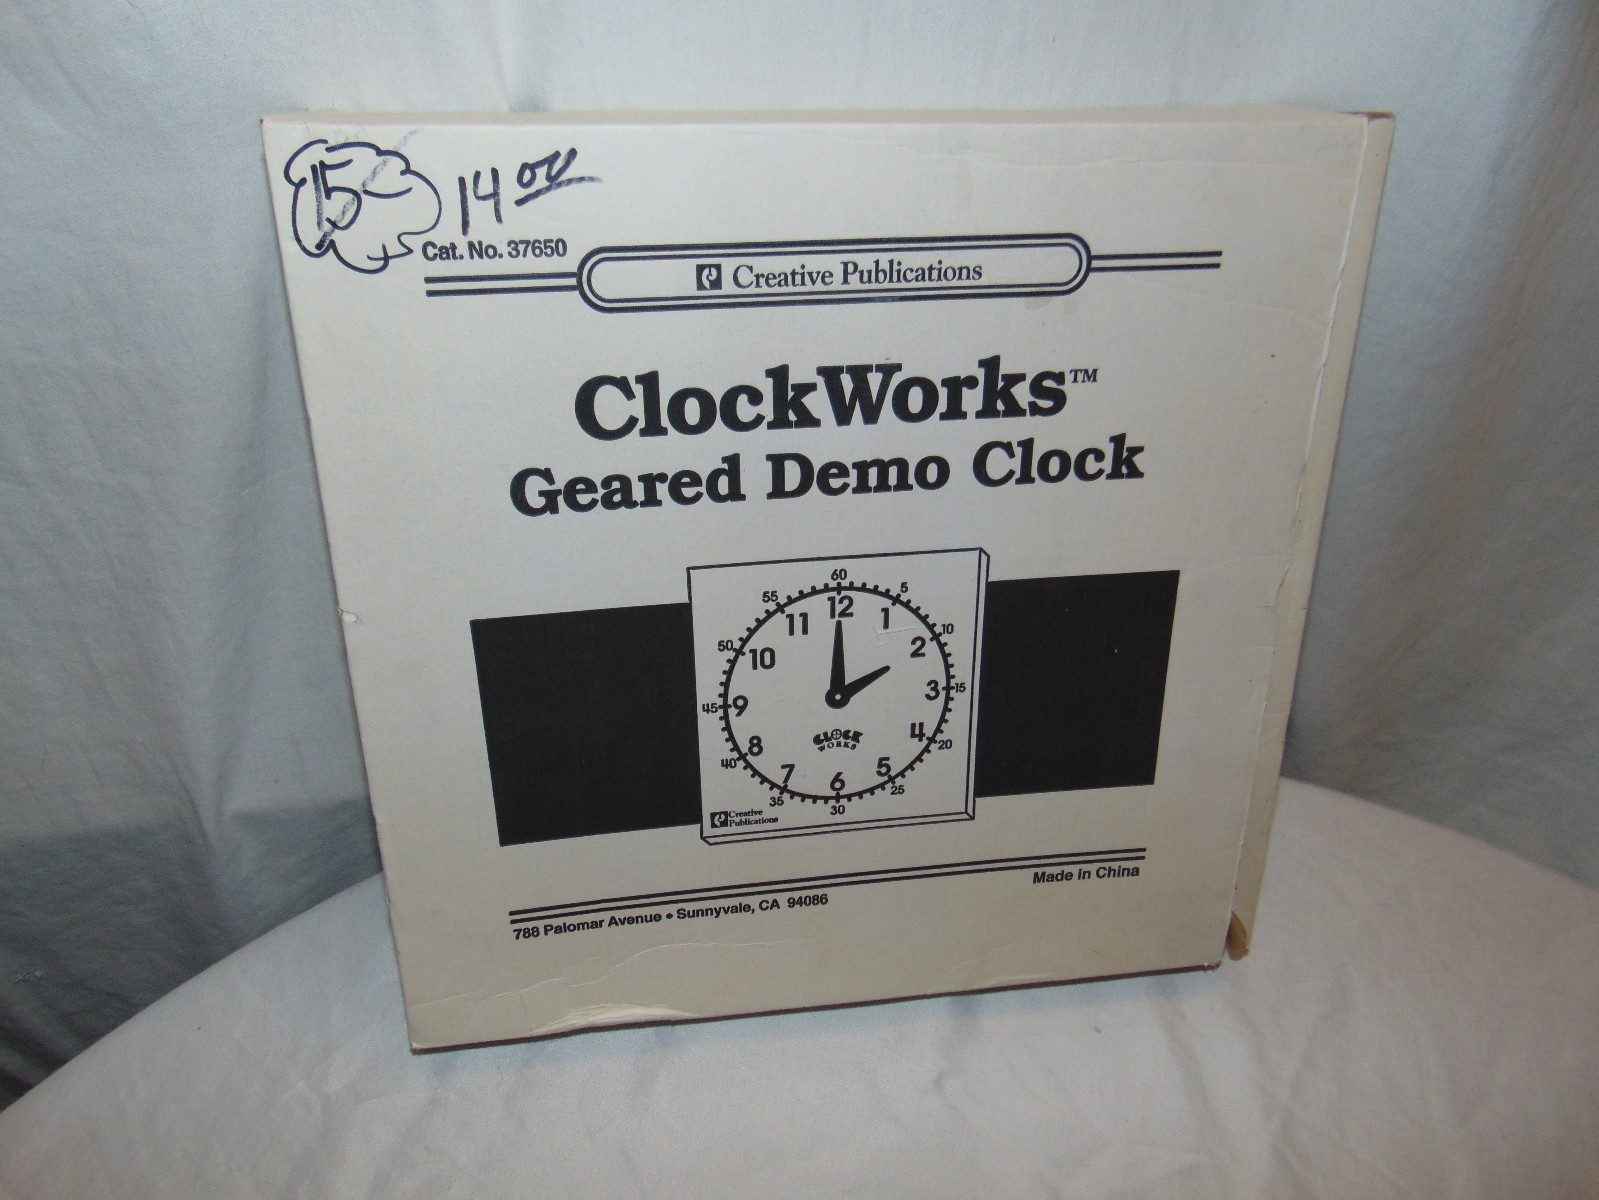 15 14 00
Cat. No. 37650
Creative Publications
ClockWorks™
Geared Demo Clock
60
55 5
12
11 1
50 10
10 2
45 9 3 15
8 4
40 20
7 5
6
35 25
30
CLOCK
WORKS
Creative
Publications
Made in China
788 Palomar Avenue • Sunnyvale, CA 94086